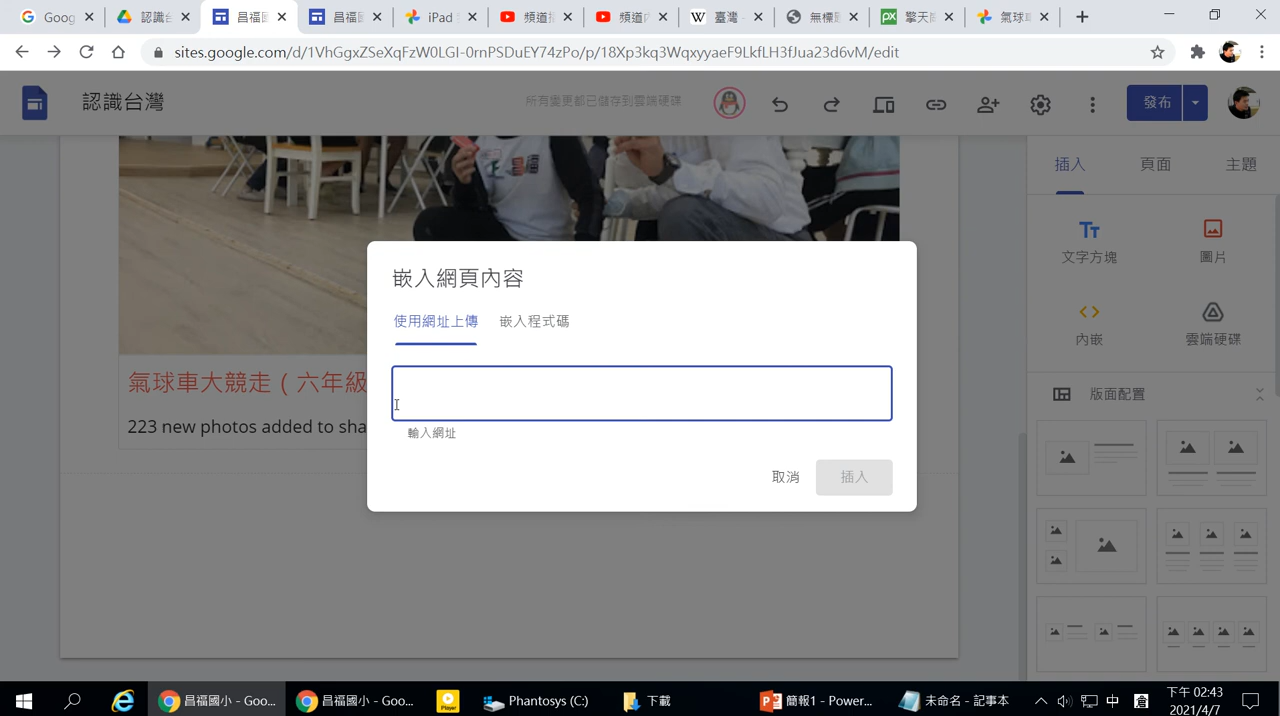 Goog
認識台
昌福國
昌福國
iPad
頻道播
頻道內
臺灣 -
無標題
擎天
氣球車
sites.google.com/d/1VhGgxZSeXqFzW0LGI-0rnPSDuEY74zPo/p/18Xp3kq3WqxyyaeF9LkfLH3fJua23d6vM/edit
認識台灣
所有變更都已儲存到雲端硬碟
發布
插入
頁面
主題
文字方塊
圖片
內嵌
雲端硬碟
版面配置
嵌入網頁內容
使用網址上傳
嵌入程式碼
輸入網址
取消
插入
氣球車大競走（六年級
223 new photos added to sha
昌福國小 - Goo...
昌福國小 - Goo...
Player
Phantosys (C:)
下載
簡報1 - Power...
未命名 - 記事本
中
下午 02:43
2021/4/7